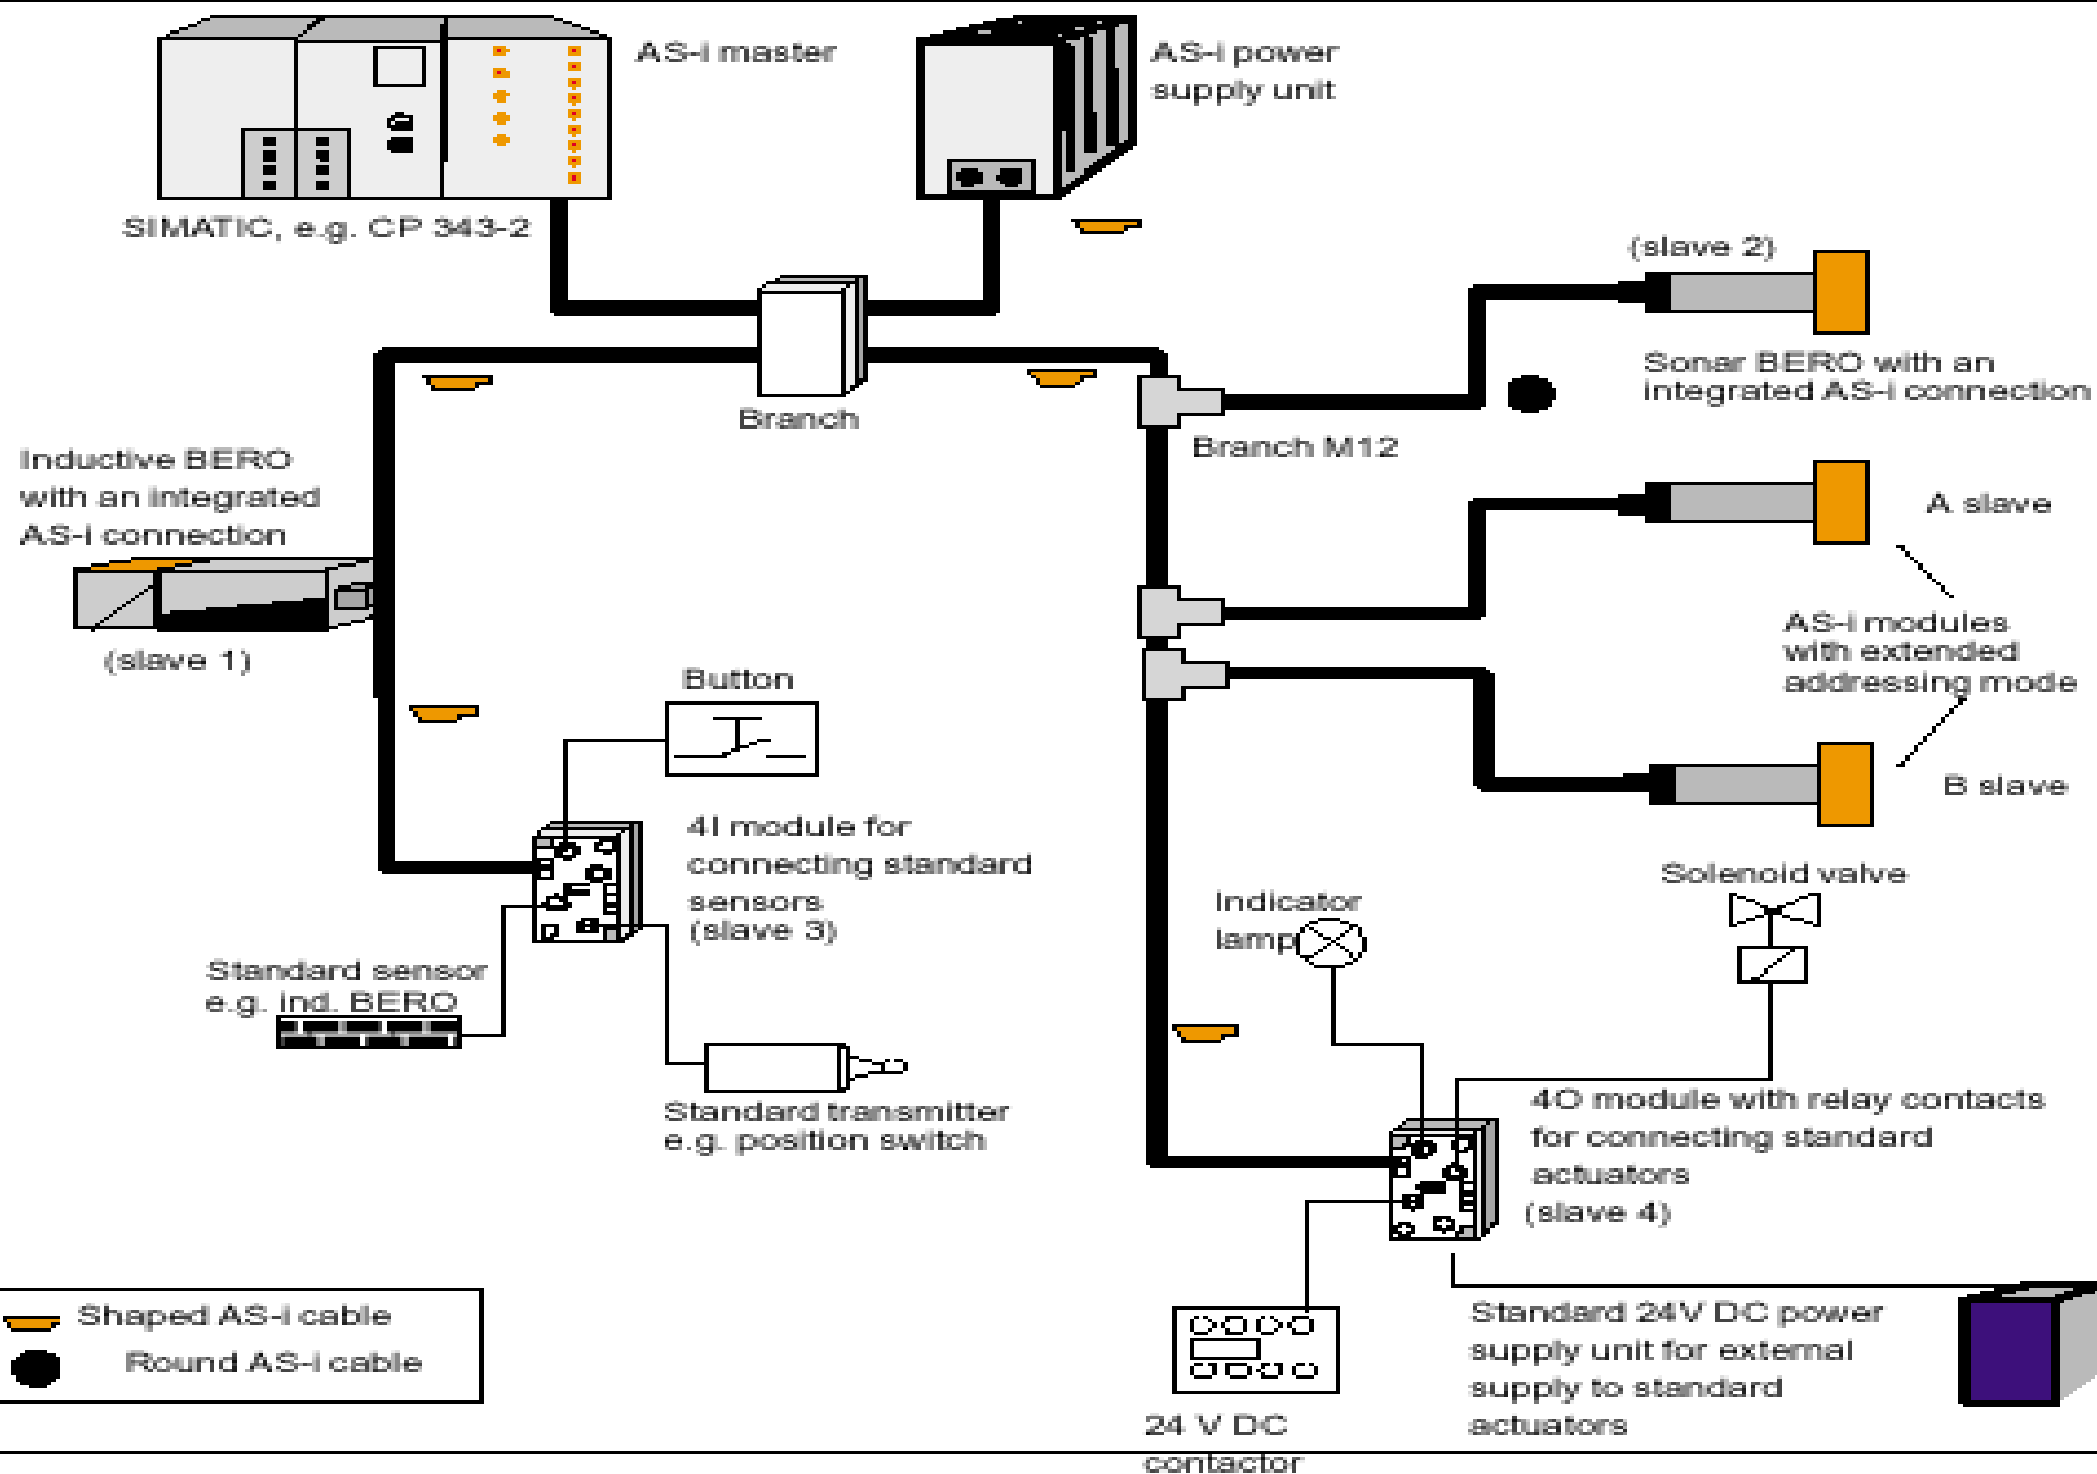 AS-i master
AS-i power
supply unit
SIMATIC, e.g. CP 343-2
(slave 2)
Sonar BERO with an
integrated AS-i connection
Branch
Branch M12
Inductive BERO
with an integrated
AS-i connection
(slave 1)
A slave
AS-i modules
with extended
addressing mode
B slave
Button
4I module for
connecting standard
sensors
(slave 3)
Standard sensor
e.g. ind. BERO
Standard transmitter
e.g. position switch
Solenoid valve
Indicator
lamp
4O module with relay contacts
for connecting standard
actuators
(slave 4)
Shaped AS-i cable
Round AS-i cable
24 V DC
contactor
Standard 24V DC power
supply unit for external
supply to standard
actuators